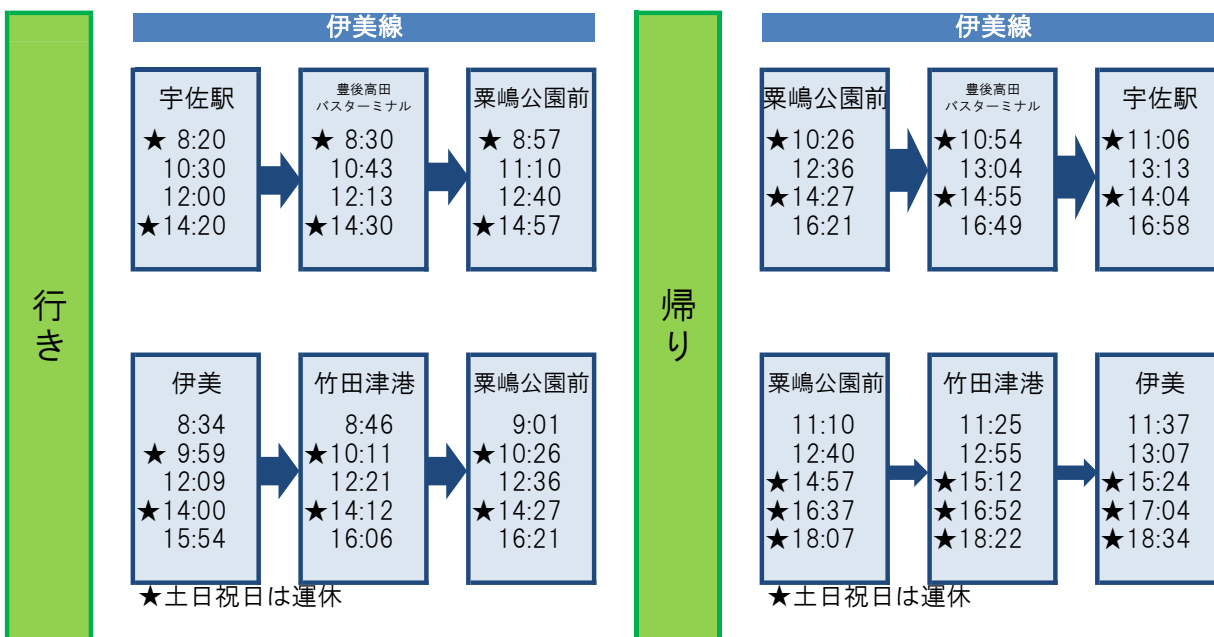 行き
伊美線
宇佐駅
★ 8:20
10:30
12:00
★14:20
豊後高田
バスターミナル
★ 8:30
10:43
12:13
★14:30
粟嶋公園前
★ 8:57
11:10
12:40
★14:57
伊美
8:34
★ 9:59
12:09
★14:00
15:54
竹田津港
8:46
★10:11
12:21
★14:12
16:06
粟嶋公園前
9:01
★10:26
12:36
★14:27
16:21
★土日祝日は運休
帰り
伊美線
粟嶋公園前
★10:26
12:36
★14:27
16:21
豊後高田
バスターミナル
★10:54
13:04
★14:55
16:49
宇佐駅
★11:06
13:13
★14:04
16:58
粟嶋公園前
11:10
12:40
★14:57
★16:37
★18:07
竹田津港
11:25
12:55
★15:12
★16:52
★18:22
伊美
11:37
13:07
★15:24
★17:04
★18:34
★土日祝日は運休